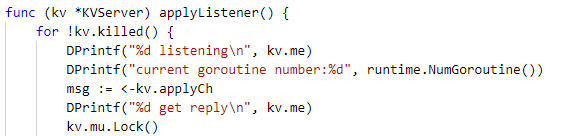 func (kv *KVServer) applyListener() {
    for !kv.killed() {
        DPrintf("%d listening\n", kv.me)
        DPrintf("current goroutine number:%d", runtime.NumGoroutine())
        msg := <-kv.applyCh
        DPrintf("%d get reply\n", kv.me)
        kv.mu.Lock()